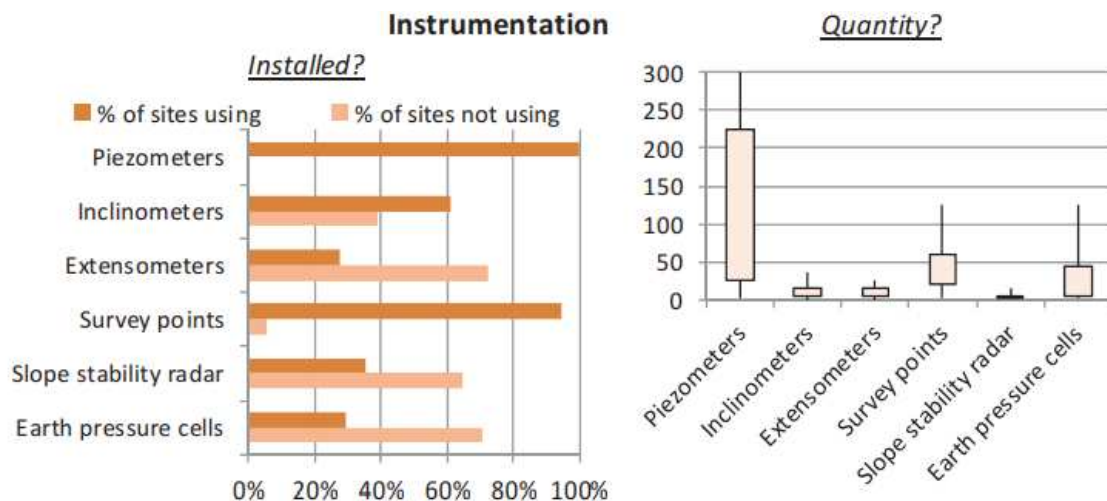 Instrumentation
Installed?
% of sites using
% of sites not using
Piezometers
Inclinometers
Extensometers
Survey points
Slope stability radar
Earth pressure cells
0% 20% 40% 60% 80% 100%
Quantity?
300
250
200
150
100
50
0
Piezometers
Inclinometers
Extensometers
Survey points
Slope stability radar
Earth pressure cells